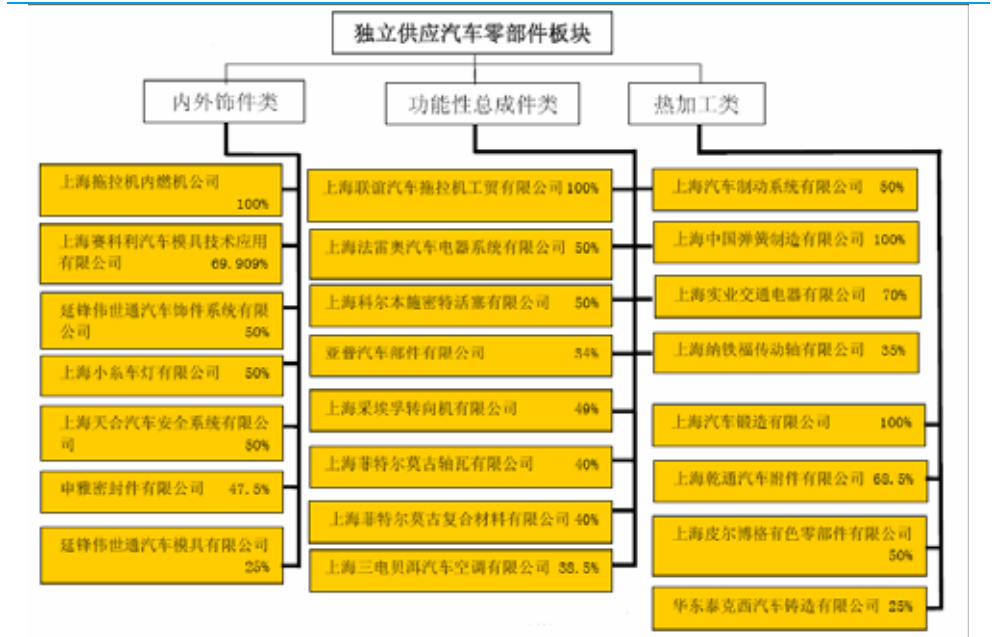 独立供应汽车零部件板块
内外饰件类
功能性总成件类
热加工类
上海拖拉机内燃机公司
100%
上海赛科利汽车模具技术应用
有限公司 69.909%
延锋伟世通汽车饰件系统有限
公司 50%
上海小糸车灯有限公司 50%
上海天合汽车安全系统有限公
司 50%
申雅密封件有限公司 47.5%
延锋伟世通汽车模具有限公司
25%
上海联谊汽车拖拉机工贸有限公司 100%
上海法雷奥汽车电器系统有限公司 50%
上海科尔本施密特活塞有限公司 50%
亚普汽车部件有限公司 34%
上海采埃孚转向机有限公司 49%
上海菲特尔莫古轴瓦有限公司 40%
上海菲特尔莫古复合材料有限公司 40%
上海三电贝洱汽车空调有限公司 38.5%
上海汽车制动系统有限公司 50%
上海中国弹簧制造有限公司 100%
上海实业交通电器有限公司 70%
上海纳铁福传动轴有限公司 35%
上海汽车锻造有限公司 100%
上海乾通汽车附件有限公司 68.5%
上海皮尔博格有色零部件有限公司
50%
华东泰克西汽车铸造有限公司 25%